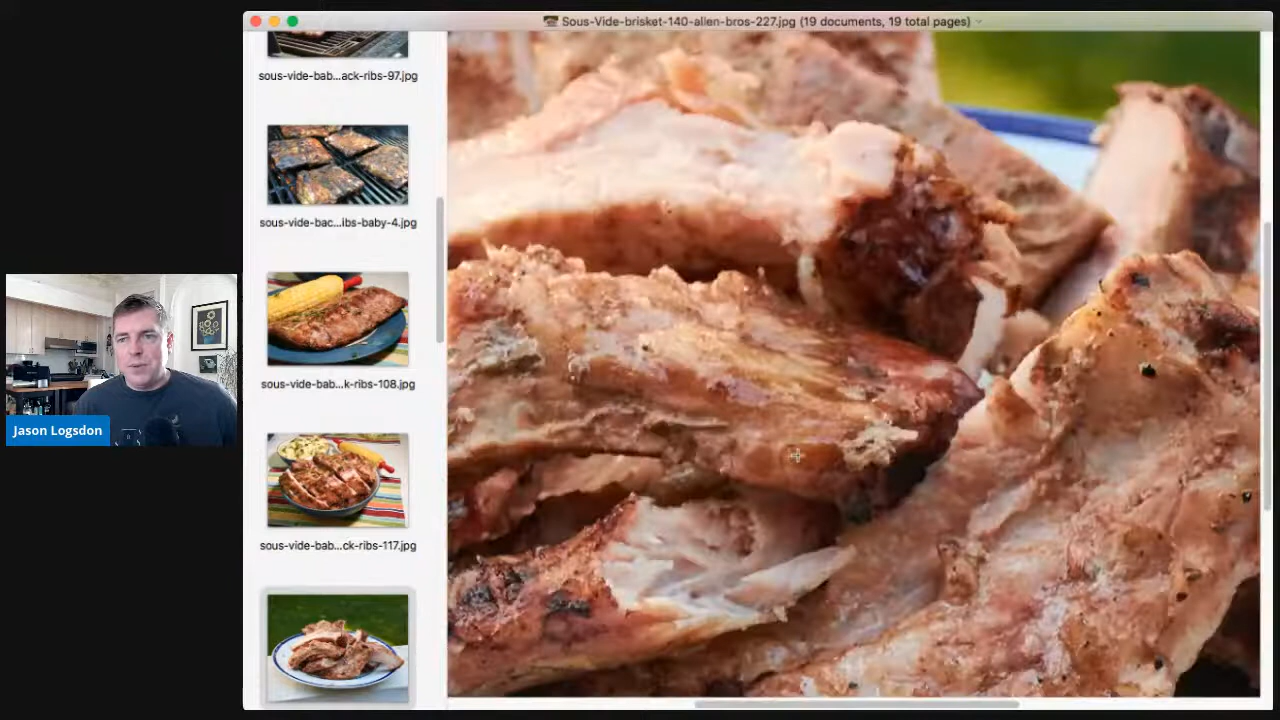 Sous-Vide-brisket-140-allen-bros-227.jpg (19 documents, 19 total pages)
sous-vide-bab...ack-ribs-97.jpg
sous-vide-bac...ibs-baby-4.jpg
sous-vide-bab...k-ribs-108.jpg
sous-vide-bab...ck-ribs-117.jpg
Jason Logsdon